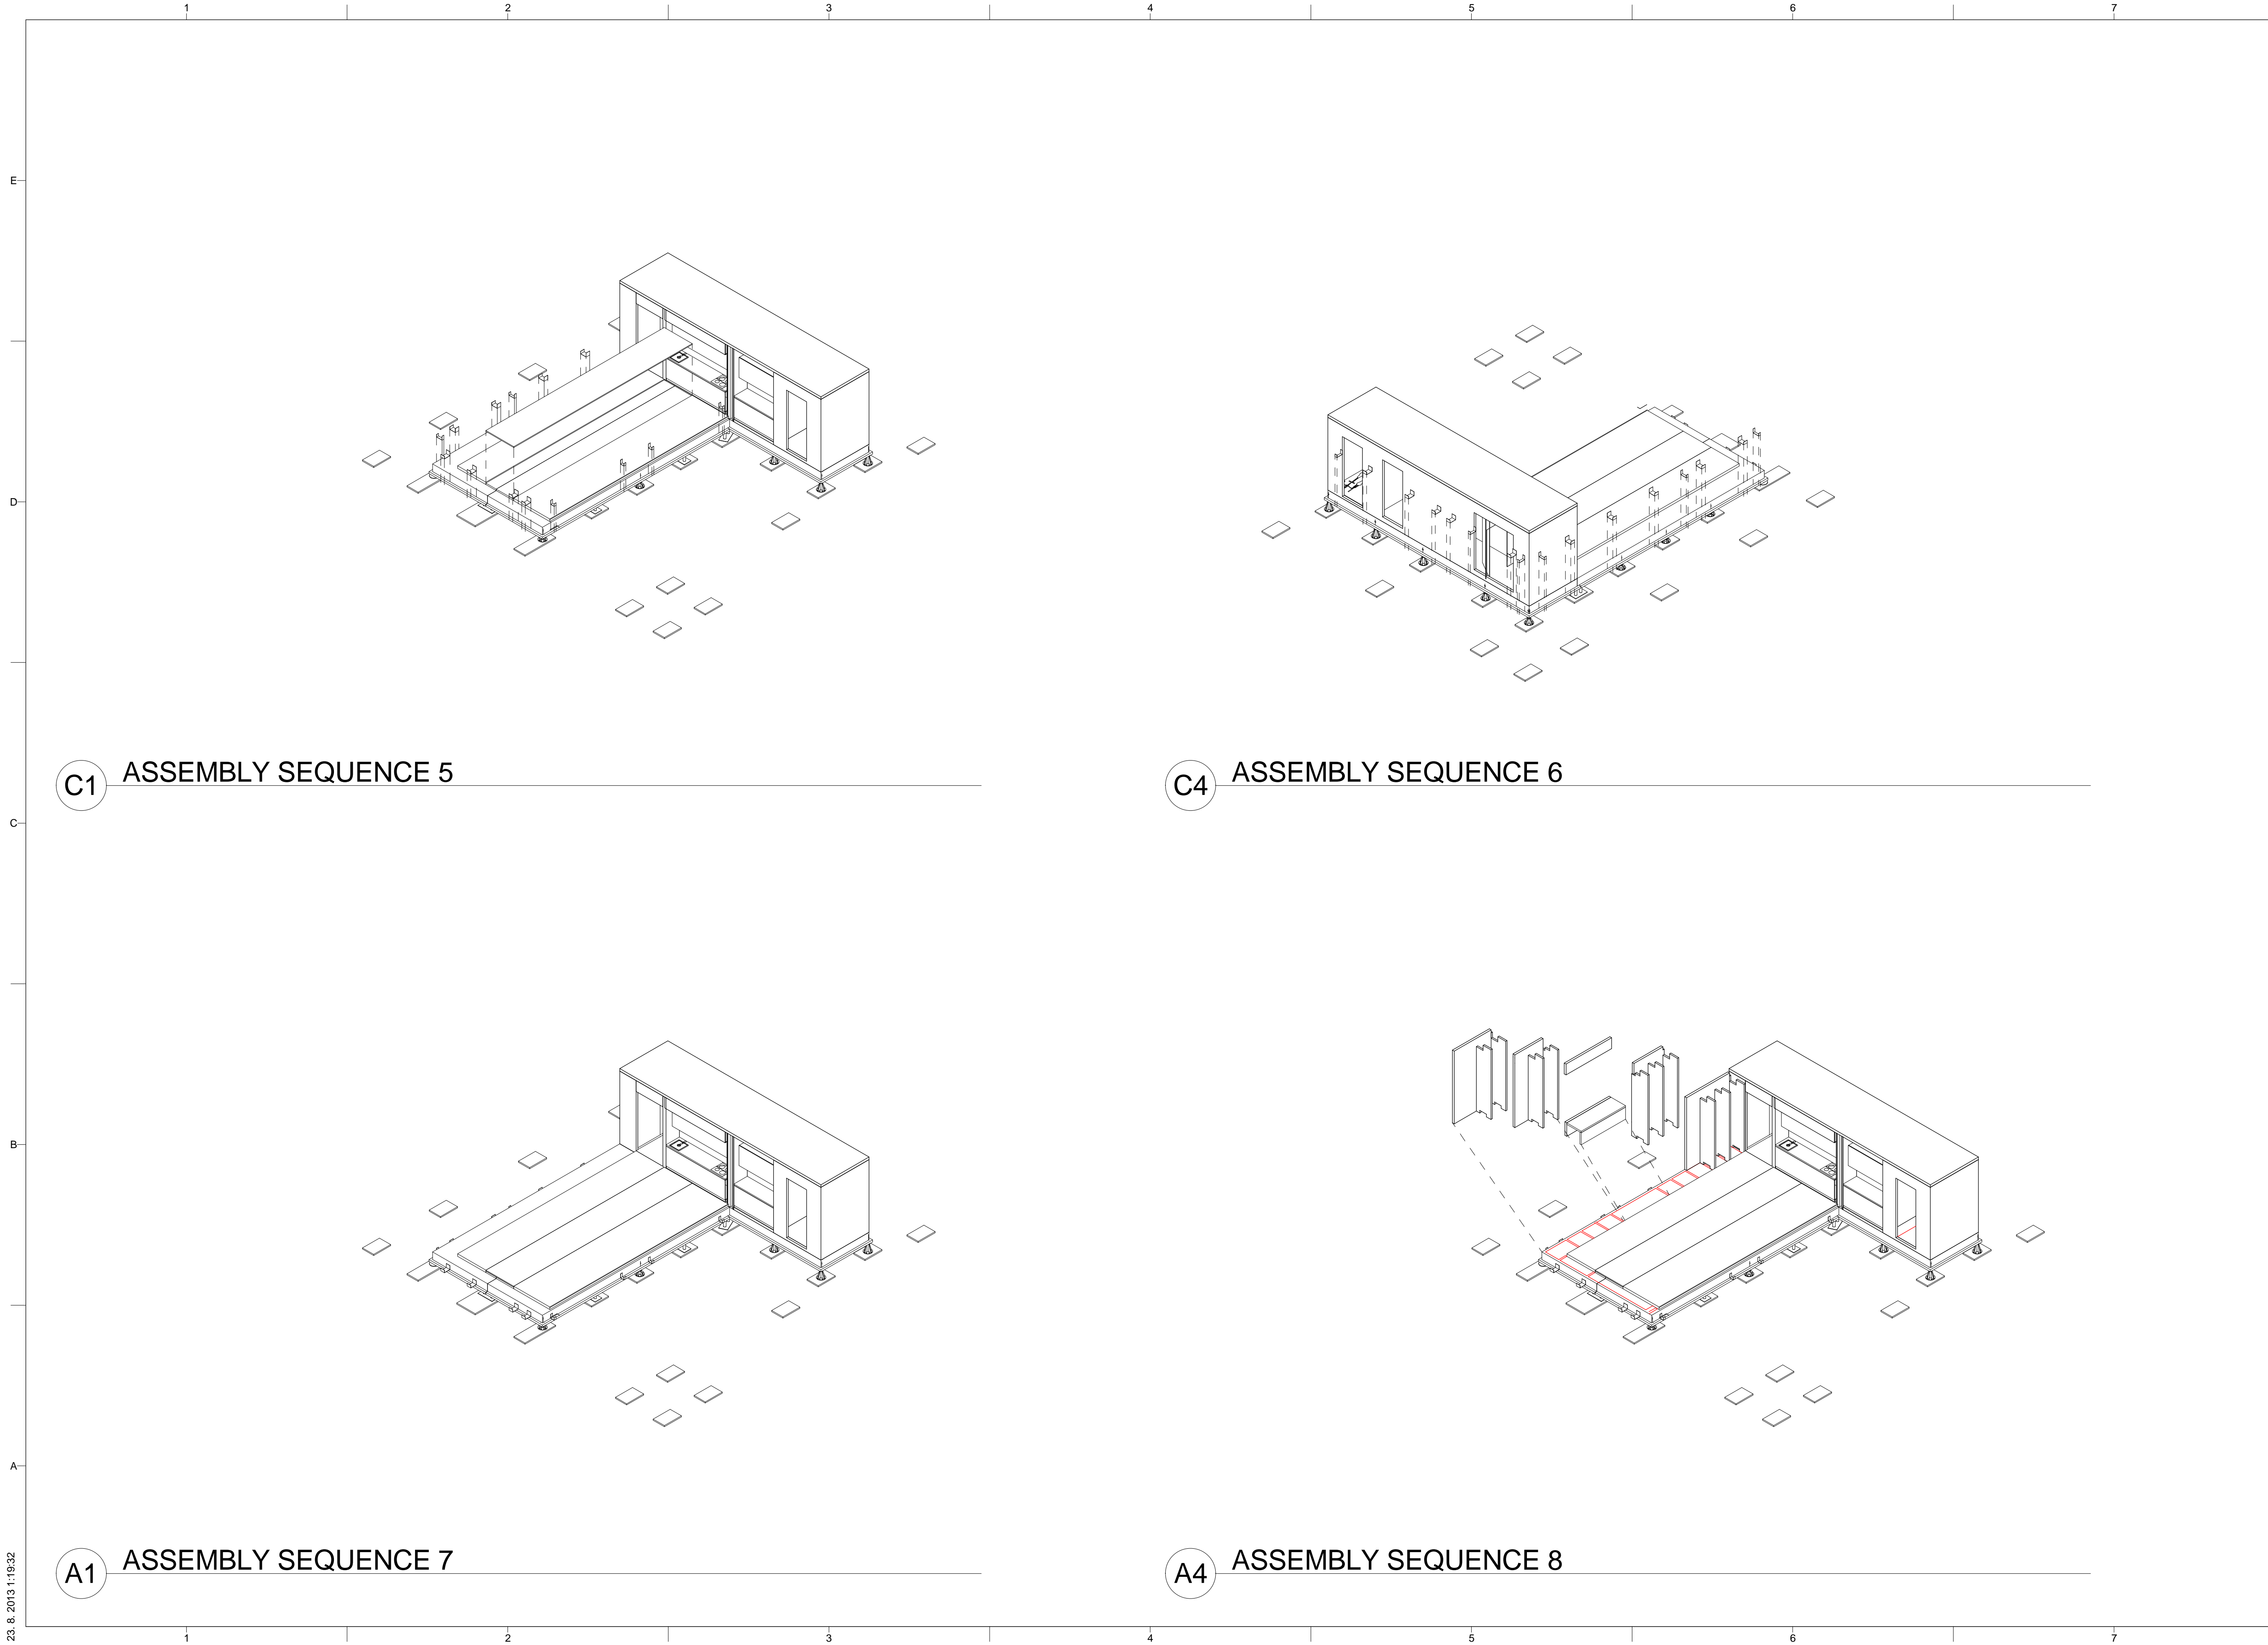 1 2 3 4 5 6 7
E
D
C1 ASSEMBLY SEQUENCE 5
C4 ASSEMBLY SEQUENCE 6
C
B
A
A1 ASSEMBLY SEQUENCE 7
A4 ASSEMBLY SEQUENCE 8
23. 8. 2013 1:19:32
1 2 3 4 5 6 7